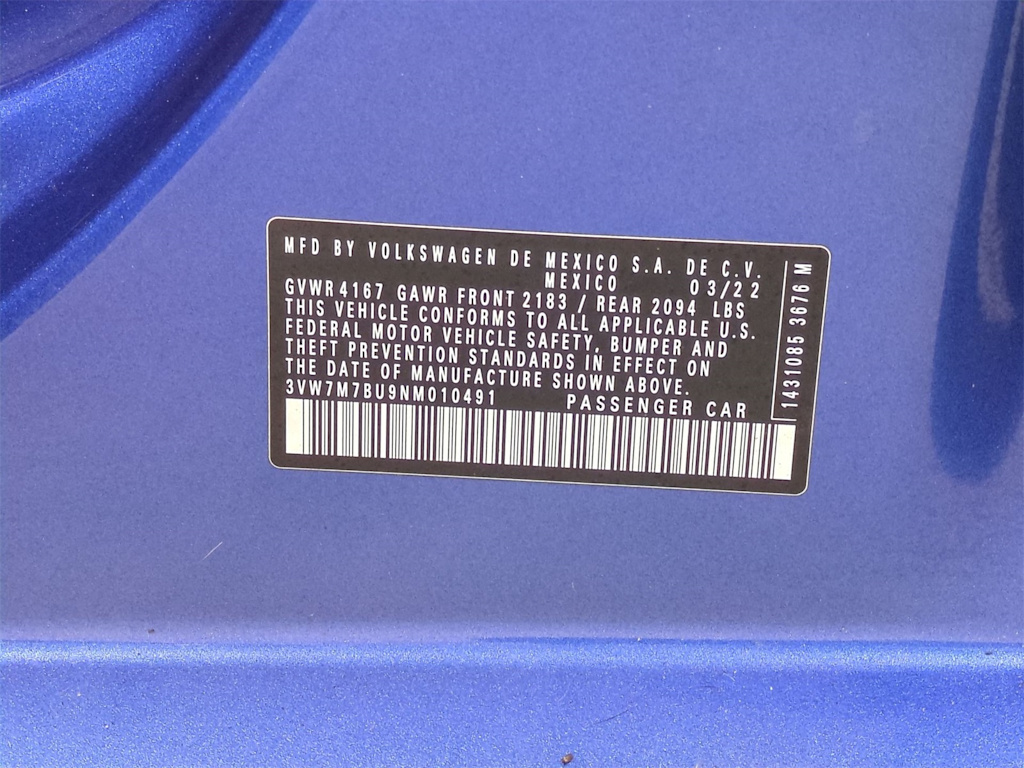 MFD BY VOLKSWAGEN DE MEXICO S.A. DE C.V.
MEXICO 03/22
GVWR 4167 GAWR FRONT 2183 / REAR 2094 LBS
THIS VEHICLE CONFORMS TO ALL APPLICABLE U.S.
FEDERAL MOTOR VEHICLE SAFETY, BUMPER AND
THEFT PREVENTION STANDARDS IN EFFECT ON
THE DATE OF MANUFACTURE SHOWN ABOVE.
3VW7M7BU9NM010491 PASSENGER CAR
1431085 3676 M